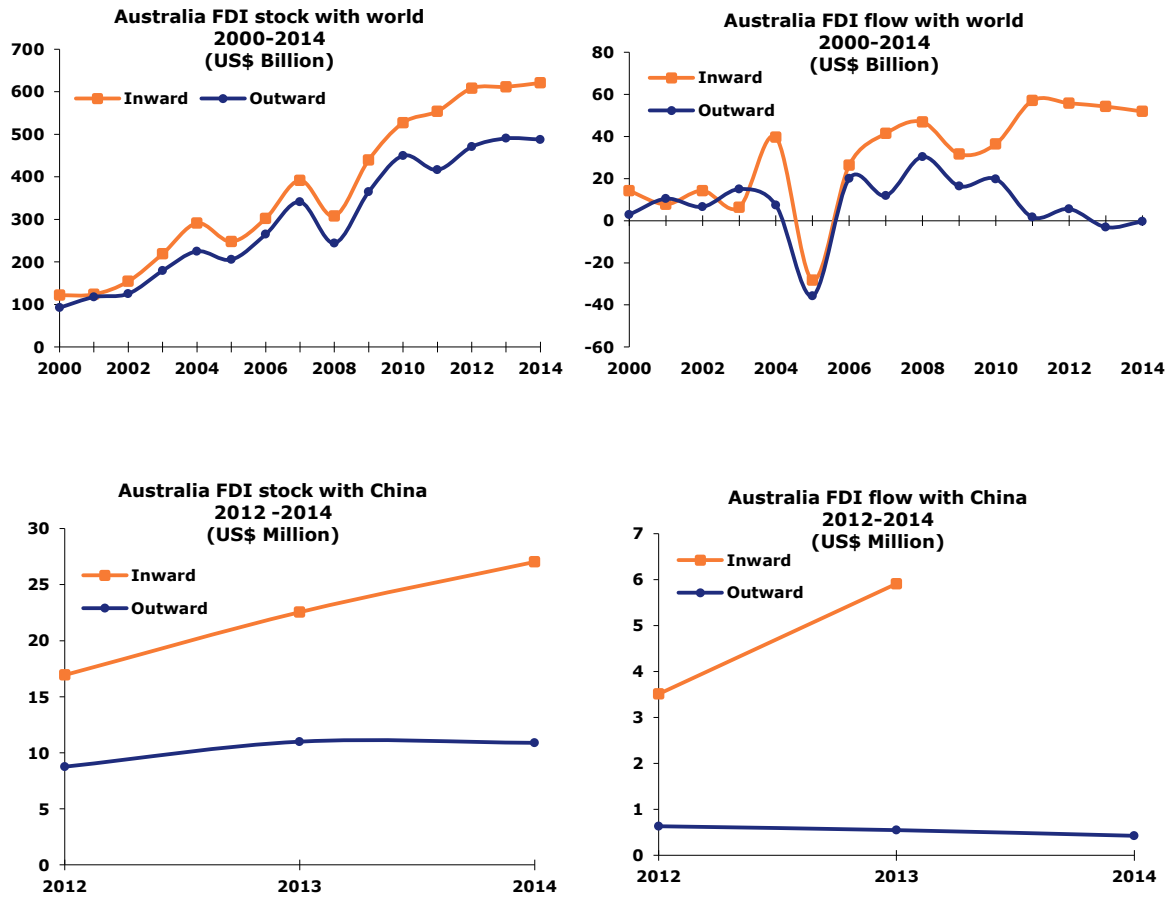 Australia FDI stock with world
2000-2014
(US$ Billion)
700
600
500
400
300
200
100
0
Inward Outward
2000 2002 2004 2006 2008 2010 2012 2014
Australia FDI flow with world
2000-2014
(US$ Billion)
80
60
40
20
0
-20
-40
-60
Inward
Outward
2000 2002 2004 2006 2008 2010 2012 2014
Australia FDI stock with China
2012 -2014
(US$ Million)
30
25
20
15
10
5
0
Inward
Outward
2012 2013 2014
Australia FDI flow with China
2012-2014
(US$ Million)
7
6
5
4
3
2
1
0
Inward
Outward
2012 2013 2014